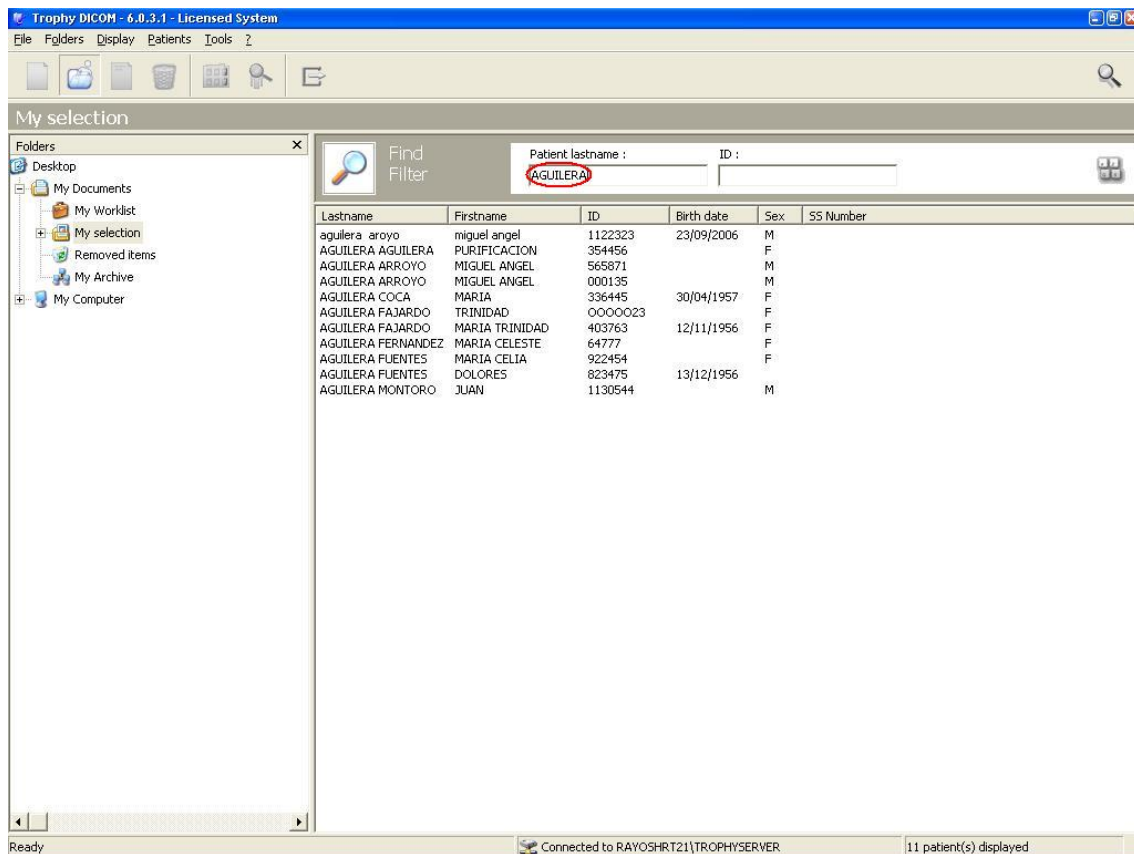 Trophy DICOM - 6.0.3.1 - Licensed System
File Folders Display Patients Tools ?
My selection
Folders
Desktop
My Documents
My Worklist
My selection
Removed items
My Archive
My Computer
Find
Filter
Patient lastname : ID :
AGUILERA
Lastname Firstname ID Birth date Sex SS Number
aguilera aroyo miguel angel 1122323 23/09/2006 M
AGUILERA AGUILERA PURIFICACION 354456 F
AGUILERA ARROYO MIGUEL ANGEL 565871 M
AGUILERA ARROYO MIGUEL ANGEL 000135 M
AGUILERA COCA MARIA 336445 30/04/1957 F
AGUILERA FAJARDO TRINIDAD OOOOO23 F
AGUILERA FAJARDO MARIA TRINIDAD 403763 12/11/1956 F
AGUILERA FERNANDEZ MARIA CELESTE 64777 F
AGUILERA FUENTES MARIA CELIA 922454 F
AGUILERA FUENTES DOLORES 823475 13/12/1956
AGUILERA MONTORO JUAN 1130544 M
Ready Connected to RAYOSHRT21\TROPHYSERVER 11 patient(s) displayed